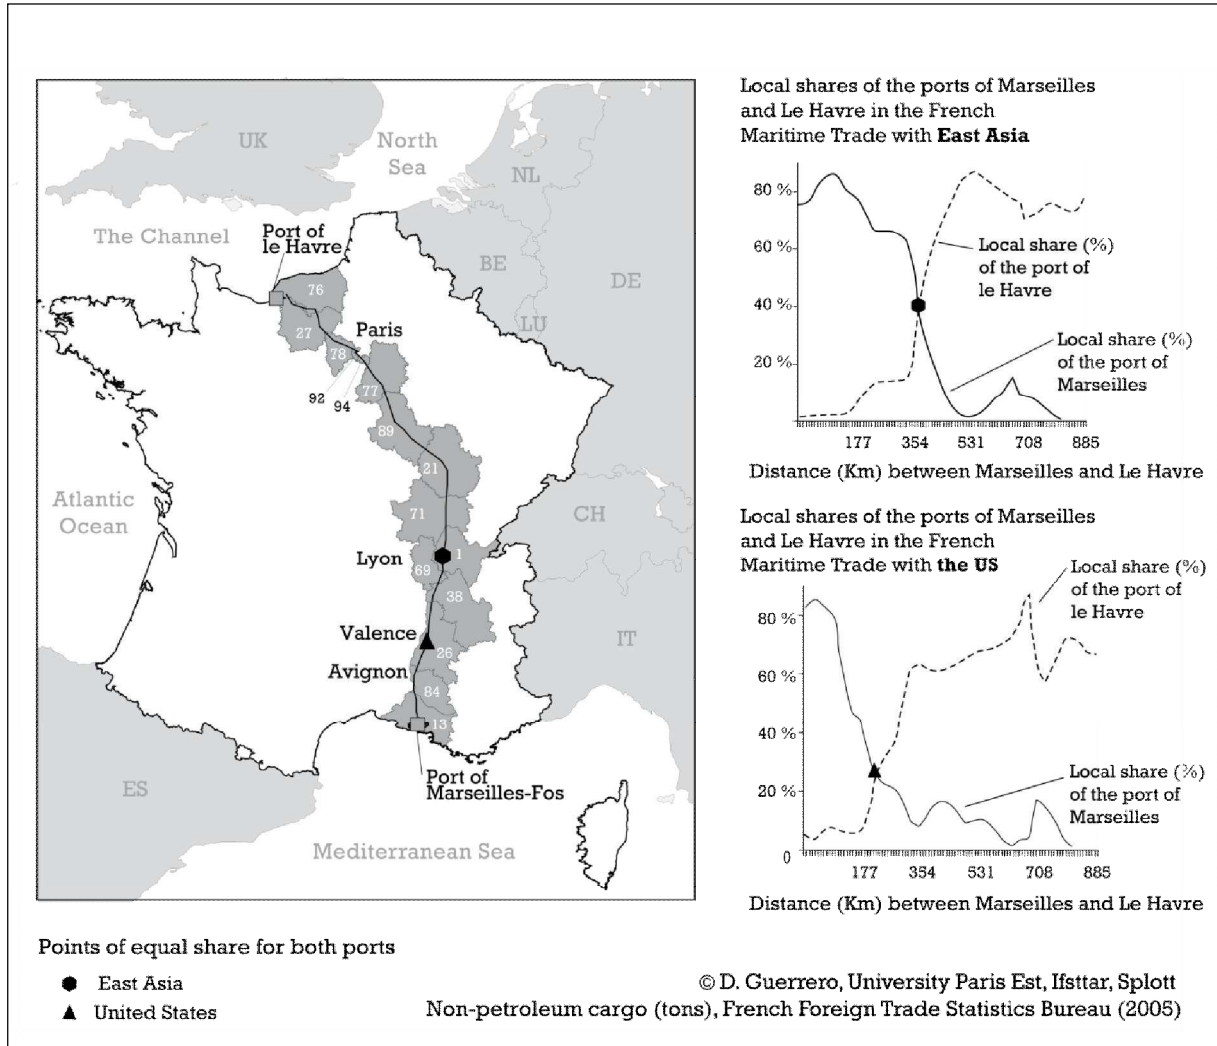 UK
North
Sea
NL
The Channel
Port of
le Havre
BE
DE
76
LU
27
Paris
78
92
94
77
89
21
Atlantic
Ocean
71
CH
Lyon
1
69
38
Valence
26
IT
Avignon
84
13
ES
Port of
Marseilles-Fos
Mediterranean Sea
Local shares of the ports of Marseilles
and Le Havre in the French
Maritime Trade with East Asia
80 %
60 %
40 %
20 %
Local share (%)
of the port of
le Havre
Local share (%)
of the port of
Marseilles
177 354 531 708 885
Distance (Km) between Marseilles and Le Havre
Local shares of the ports of Marseilles
and Le Havre in the French
Maritime Trade with the US
Local share (%)
of the port of
le Havre
80 %
60 %
40 %
20 %
0
Local share (%)
of the port of
Marseilles
177 354 531 708 885
Distance (Km) between Marseilles and Le Havre
Points of equal share for both ports
East Asia
United States
© D. Guerrero, University Paris Est, Ifsttar, Splott
Non-petroleum cargo (tons), French Foreign Trade Statistics Bureau (2005)